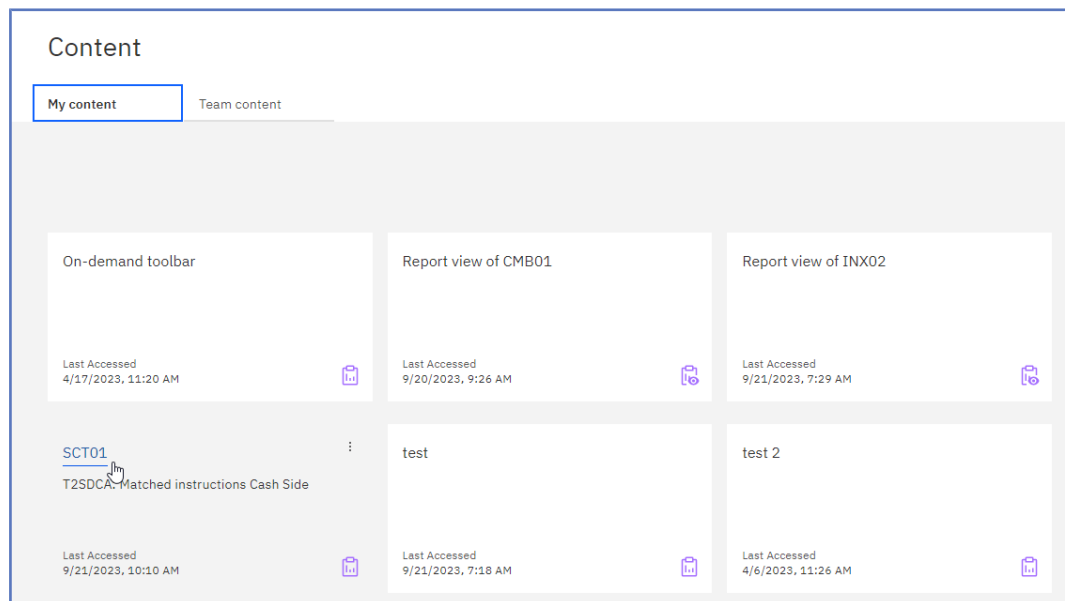 Content
My content
Team content
On-demand toolbar
Last Accessed
4/17/2023, 11:20 AM
Report view of CMB01
Last Accessed
9/20/2023, 9:26 AM
Report view of INX02
Last Accessed
9/21/2023, 7:29 AM
SCT01
T2SDCA: Matched instructions Cash Side
Last Accessed
9/21/2023, 10:10 AM
test
Last Accessed
9/21/2023, 7:18 AM
test 2
Last Accessed
4/6/2023, 11:26 AM